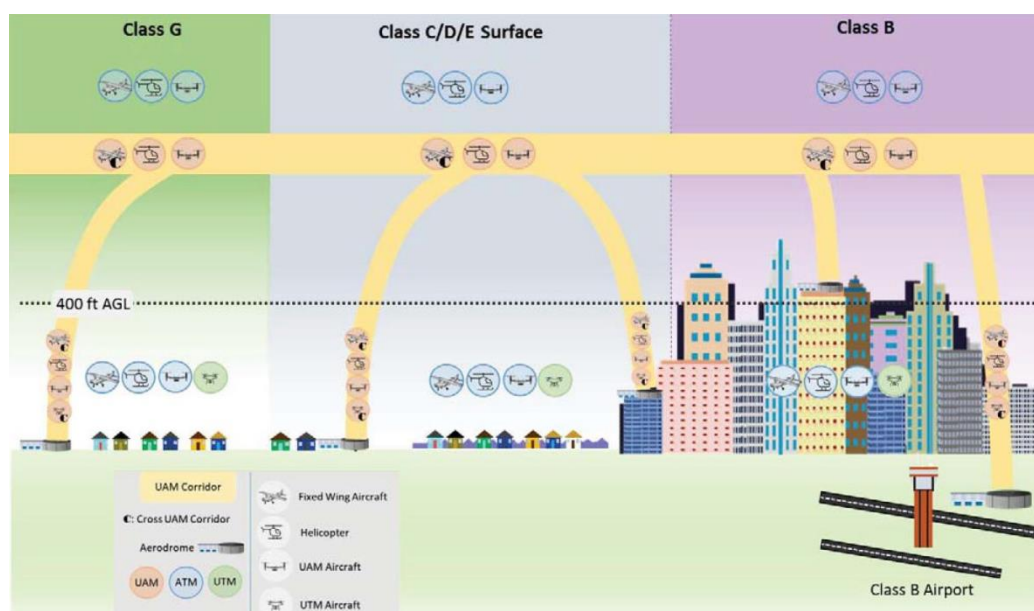 Class G
Class C/D/E Surface
Class B
400 ft AGL
UAM Corridor
C: Cross UAM Corridor
Aerodrome
UAM
ATM
UTM
Fixed Wing Aircraft
Helicopter
UAM Aircraft
UTM Aircraft
Class B Airport